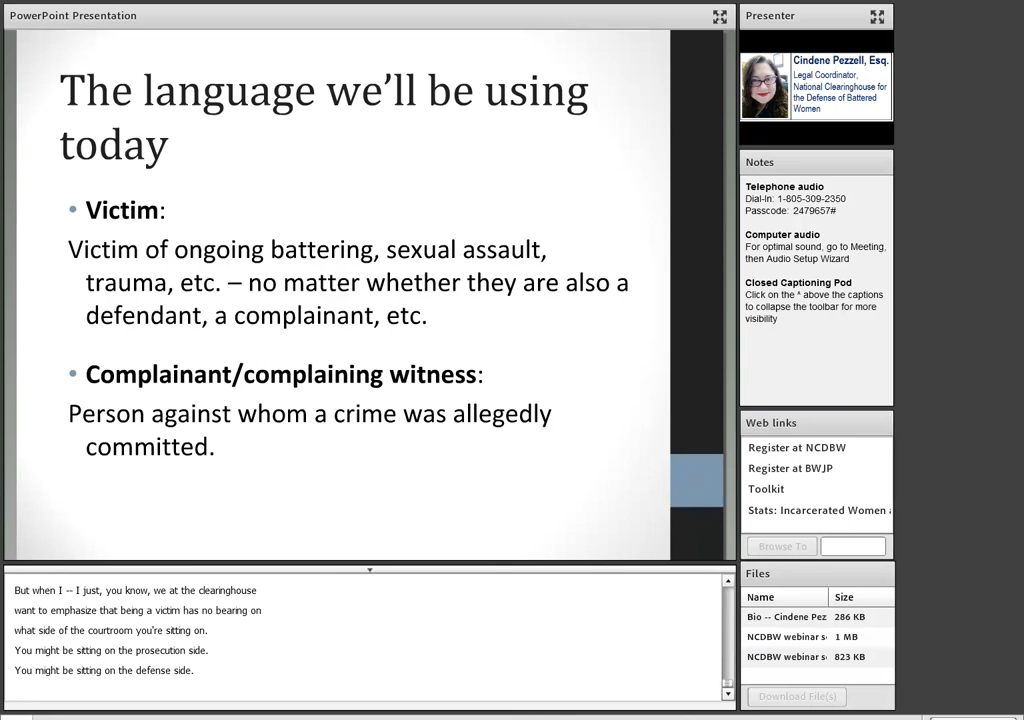 PowerPoint Presentation
The language we'll be using
today
• Victim:
Victim of ongoing battering, sexual assault,
trauma, etc. – no matter whether they are also a
defendant, a complainant, etc.
• Complainant/complaining witness:
Person against whom a crime was allegedly
committed.
But when I -- I just, you know, we at the clearinghouse
want to emphasize that being a victim has no bearing on
what side of the courtroom you're sitting on.
You might be sitting on the prosecution side.
You might be sitting on the defense side.
Presenter
Cindene Pezzell, Esq.
Legal Coordinator,
National Clearinghouse for
the Defense of Battered
Women
Notes
Telephone audio
Dial-In: 1-805-309-2350
Passcode: 2479657#
Computer audio
For optimal sound, go to Meeting,
then Audio Setup Wizard
Closed Captioning Pod
Click on the ^ above the captions
to collapse the toolbar for more
visibility
Web links
Register at NCDBW
Register at BWJP
Toolkit
Stats: Incarcerated Women
Browse To
Files
Name Size
Bio -- Cindene Pez 286 KB
NCDBW webinar s 1 MB
NCDBW webinar s 823 KB
Download File(s)